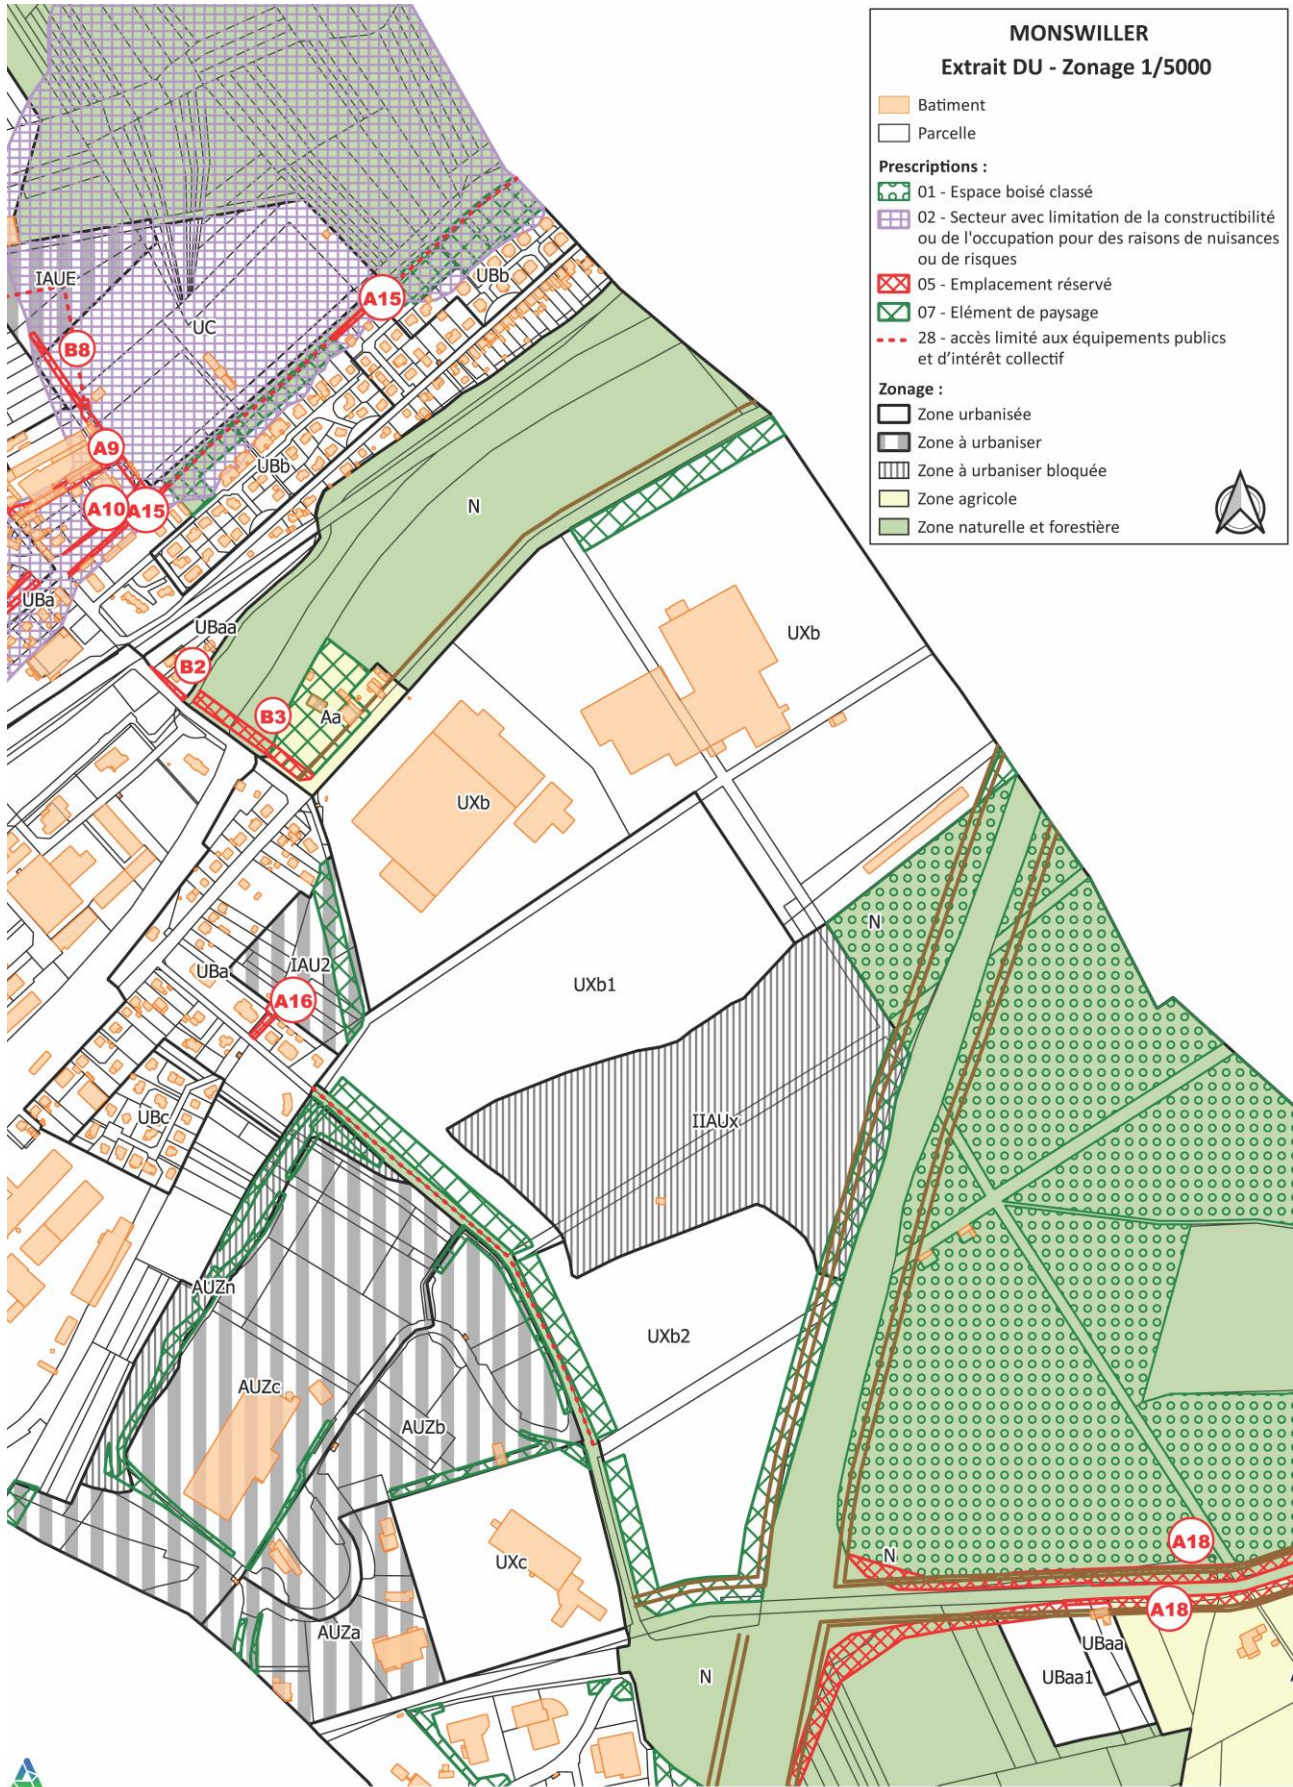 MONSWILLER
Extrait DU - Zonage 1/5000
Batiment
Parcelle
Prescriptions :
01 - Espace boisé classé
02 - Secteur avec limitation de la constructibilité
ou de l'occupation pour des raisons de nuisances
ou de risques
05 - Emplacement réservé
07 - Elément de paysage
28 - accès limité aux équipements publics
et d'intérêt collectif
Zonage :
Zone urbanisée
Zone à urbaniser
Zone à urbaniser bloquée
Zone agricole
Zone naturelle et forestière
UBb
IAUE
A15
UC
B8
A9
UBb
A10
A15
N
UBa
UBaa
UXb
B2
B3
Aa
UXb
N
UBa
IAU2
UXb1
A16
UBc
IIAUx
AUZn
UXb2
AUZc
AUZb
A18
UXc
N
A18
AUZa
UBaa
N
UBaa1